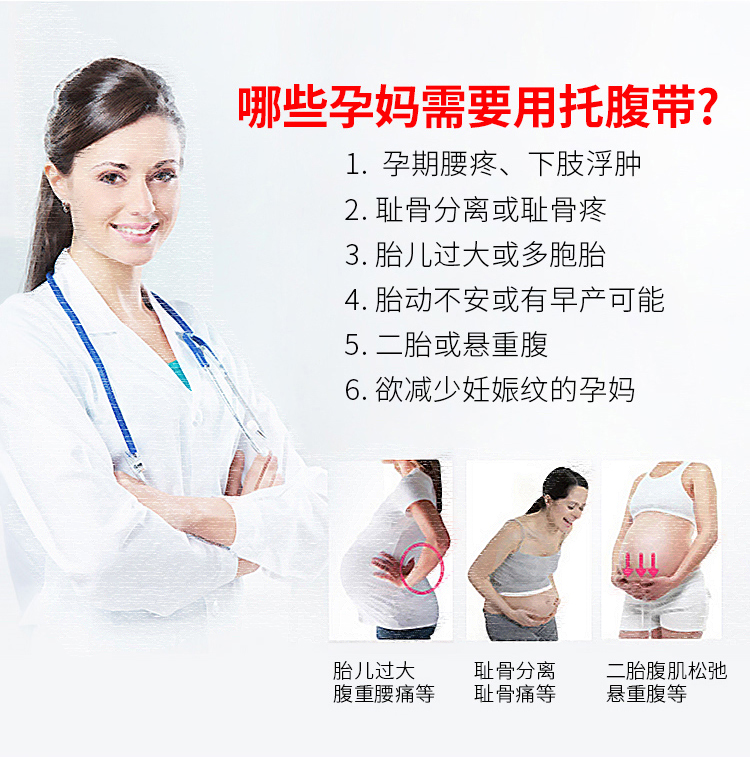 哪些孕妈需要用托腹带?
1. 孕期腰疼、下肢浮肿
2. 耻骨分离或耻骨疼
3. 胎儿过大或多胞胎
4. 胎动不安或有早产可能
5. 二胎或悬重腹
6. 欲减少妊娠纹的孕妈
胎儿过大
腹重腰痛等
耻骨分离
耻骨痛等
二胎腹肌松弛
悬重腹等